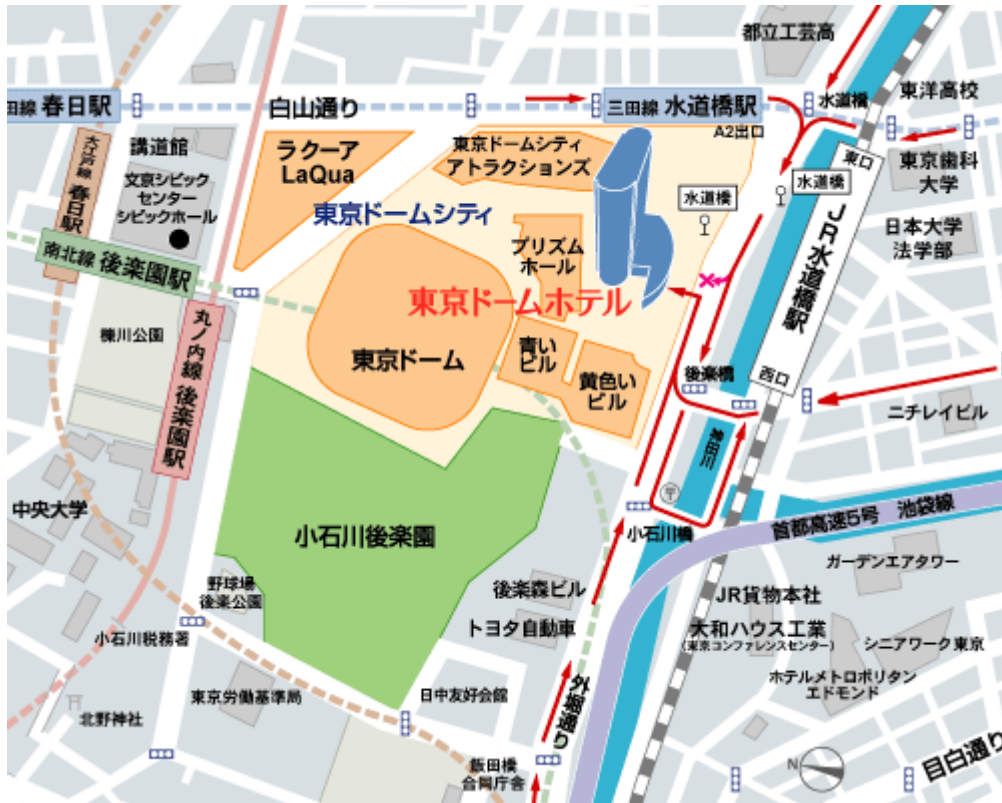 都立工芸高
田線 春日駅
白山通り
三田線 水道橋駅
水道橋
東洋高校
A2出口
東口
東京歯科
大学
大江戸線 春日駅
講道館
文京シビック
センター
シビックホール
ラクーア
LaQua
東京ドームシティ
アトラクションズ
水道橋
水道橋
東京ドームシティ
日本大学
法学部
JR水道橋駅
南北線 後楽園駅
プリズム
ホール
東京ドームホテル
礫川公園
丸ノ内線 後楽園駅
東京ドーム
青い
ビル
黄色い
ビル
後楽橋
西口
ニチレイビル
神田川
中央大学
小石川後楽園
〒
小石川橋
首都高速5号 池袋線
ガーデンエアタワー
野球場
後楽公園
後楽森ビル
トヨタ自動車
JR貨物本社
大和ハウス工業
(東京コンファレンスセンター)
シニアワーク東京
小石川税務署
ホテルメトロポリタン
エドモンド
東京労働基準局
日中友好会館
外堀通り
北野神社
飯田橋
合同庁舎
N
目白通り